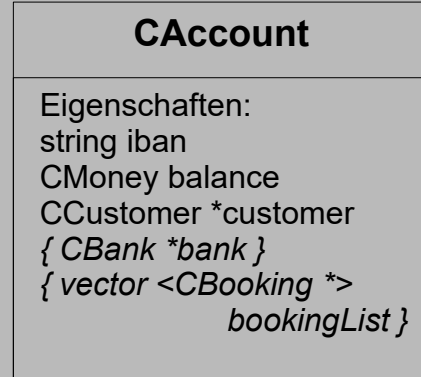 CAccount
Eigenschaften:
string iban
CMoney balance
CCustomer *customer
{ CBank *bank }
{ vector <CBooking *>
bookingList }